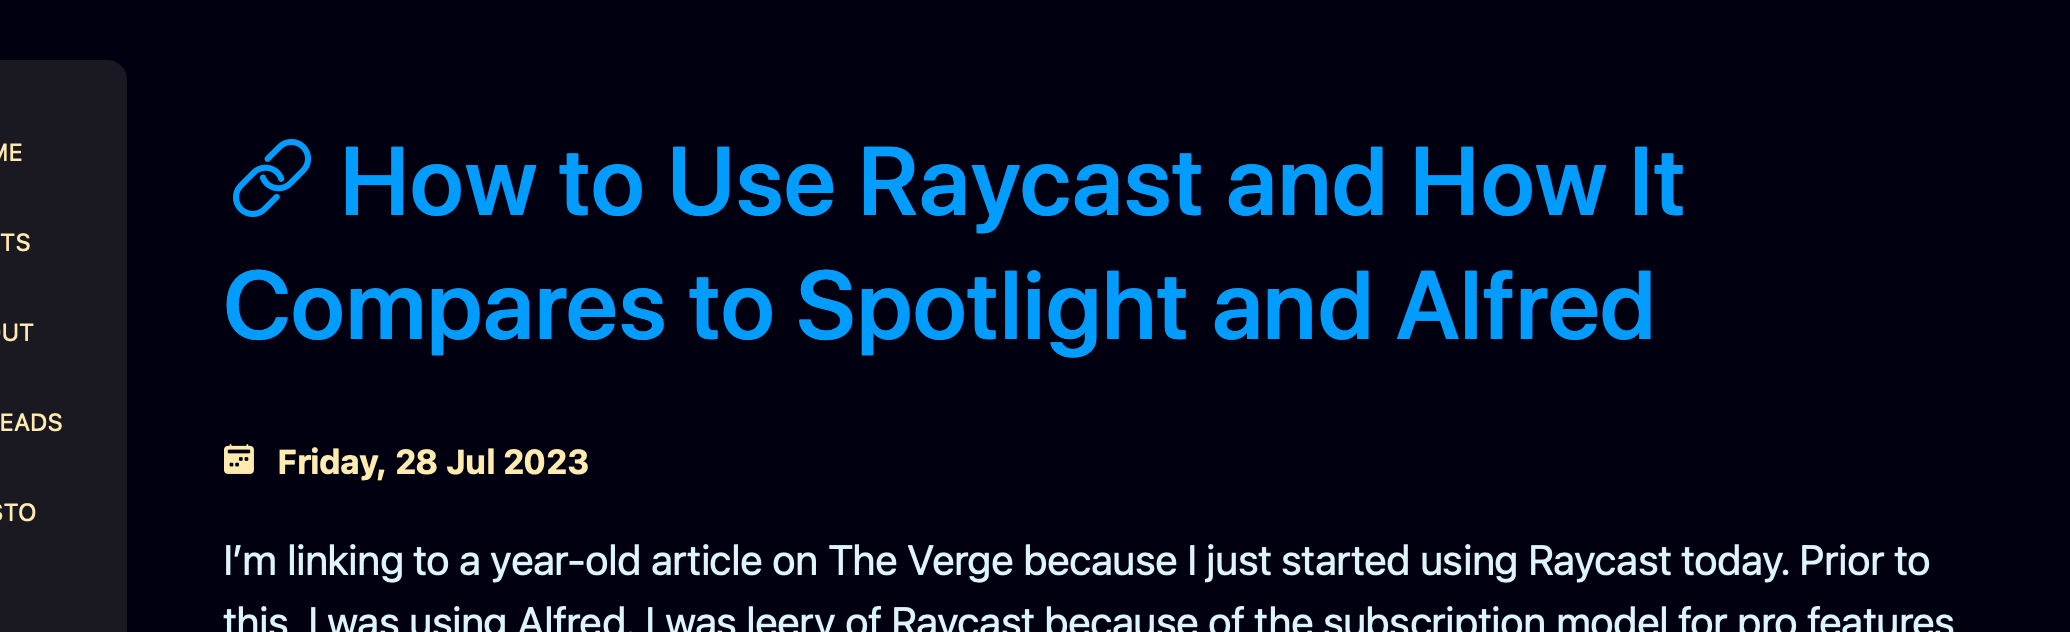 ME
TS
OUT
EADS
STO
How to Use Raycast and How It
Compares to Spotlight and Alfred
Friday, 28 Jul 2023
I’m linking to a year-old article on The Verge because I just started using Raycast today. Prior to
this, I was using Alfred. I was leery of Raycast because of the subscription model for pro features